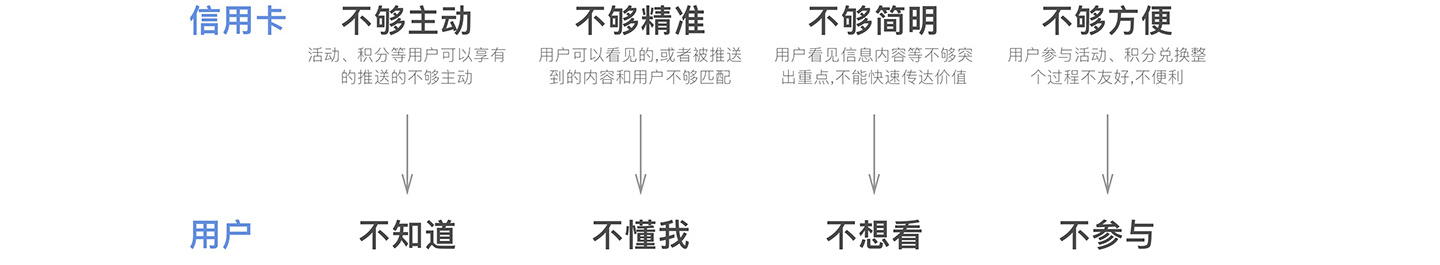 信用卡 不够主动 不够精准 不够简明 不够方便
活动、积分等用户可以享有 用户可以看见的,或者被推送 用户看见信息内容等不够突 用户参与活动、积分兑换整
的推送的不够主动 到的内容和用户不够匹配 出重点,不能快速传达价值 个过程不友好,不便利
用户 不知道 不懂我 不想看 不参与